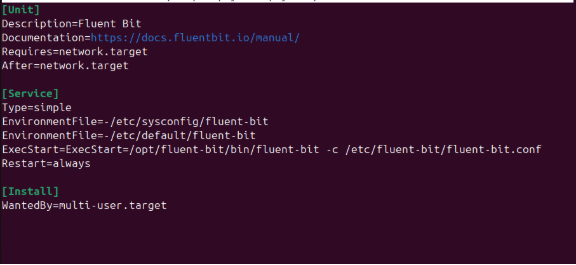 [Unit]
Description=Fluent Bit
Documentation=https://docs.fluentbit.io/manual/
Requires=network.target
After=network.target
[Service]
Type=simple
EnvironmentFile=-/etc/sysconfig/fluent-bit
EnvironmentFile=-/etc/default/fluent-bit
ExecStart=ExecStart=/opt/fluent-bit/bin/fluent-bit -c /etc/fluent-bit/fluent-bit.conf
Restart=always
[Install]
WantedBy=multi-user.target